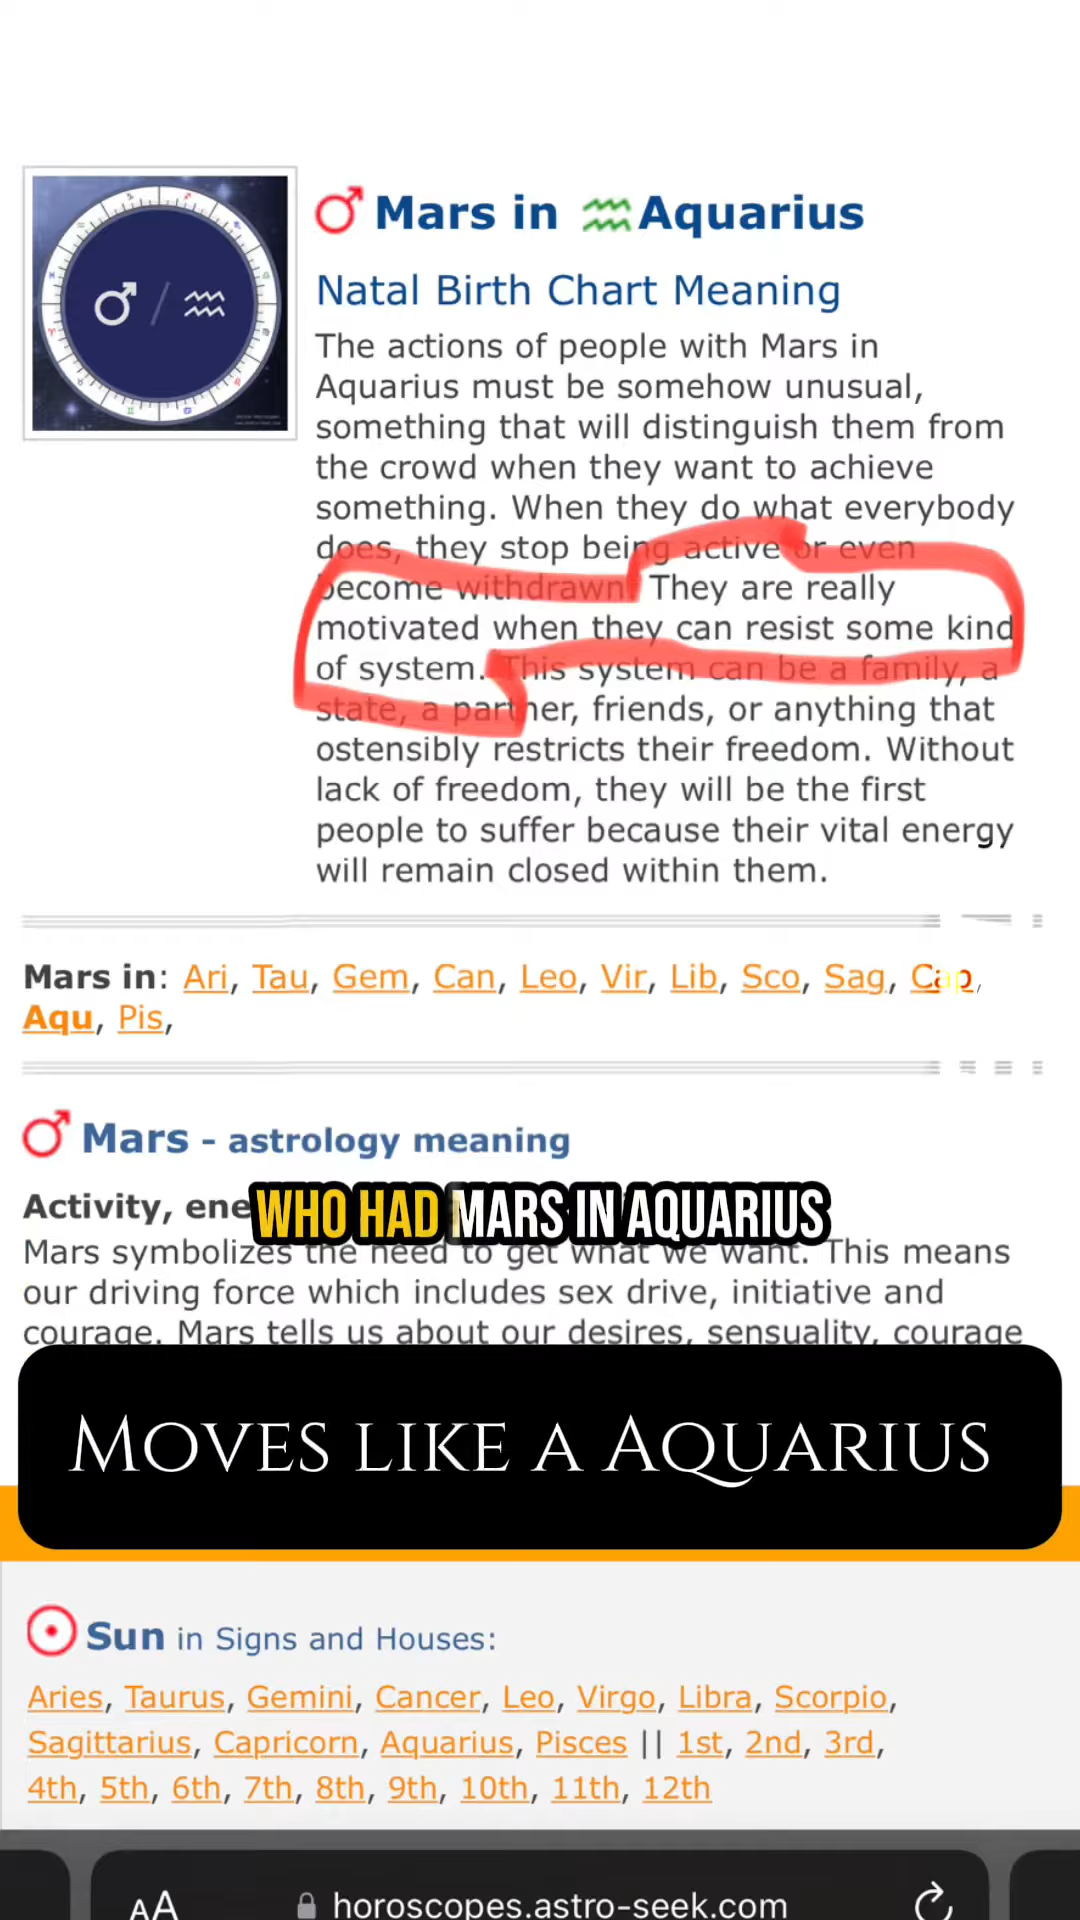 Mars in Aquarius
Natal Birth Chart Meaning
The actions of people with Mars in
Aquarius must be somehow unusual,
something that will distinguish them from
the crowd when they want to achieve
something. When they do what everybody
does, they stop being active or even
become withdrawn. They are really
motivated when they can resist some kind
of system. This system can be a family, a
state, a partner, friends, or anything that
ostensibly restricts their freedom. Without
lack of freedom, they will be the first
people to suffer because their vital energy
will remain closed within them.
Mars in: Ari, Tau, Gem, Can, Leo, Vir, Lib, Sco, Sag, Cap,
Aqu, Pis,
Mars - astrology meaning
Activity,
WHO HAD MARS IN AQUARIUS
Mars symbolizes the need to get what we want. This means
our driving force which includes sex drive, initiative and
courage. Mars tells us about our desires, sensuality, courage
MOVES LIKE A AQUARIUS
Sun in Signs and Houses:
Aries, Taurus, Gemini, Cancer, Leo, Virgo, Libra, Scorpio,
Sagittarius, Capricorn, Aquarius, Pisces || 1st, 2nd, 3rd,
4th, 5th, 6th, 7th, 8th, 9th, 10th, 11th, 12th
AA horoscopes.astro-seek.com